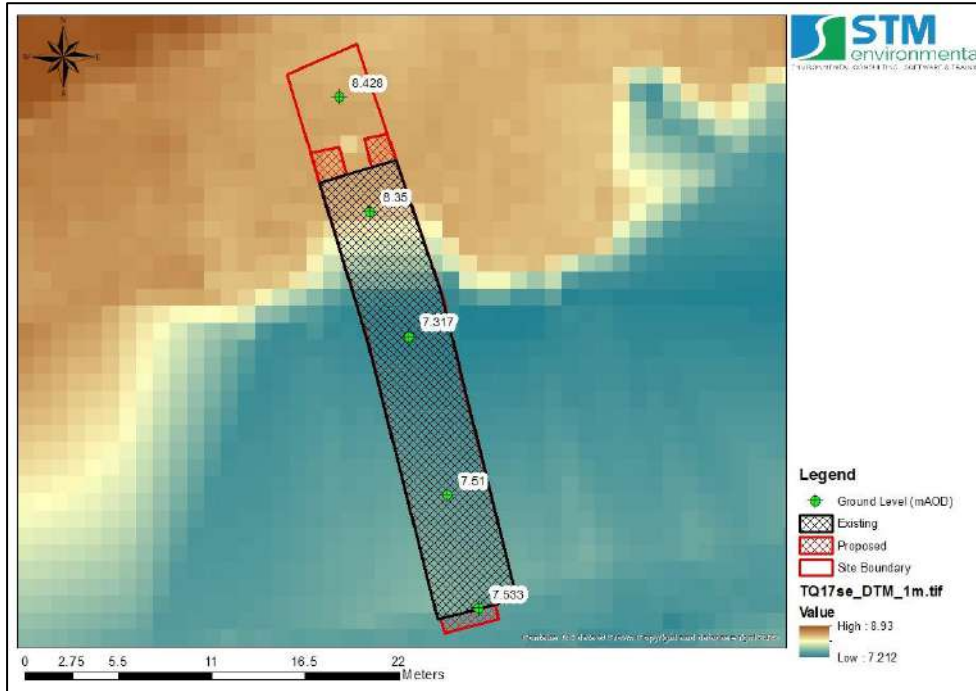 N
W
E
S
STM
environmental
8.428
8.35
7.317
7.51
7.533
Legend
Ground Level (mAOD)
Existing
Proposed
Site Boundary
TQ17se_DTM_1m.tif
Value
High : 8.93
Low : 7.212
0 2.75 5.5 11 16.5 22
Meters